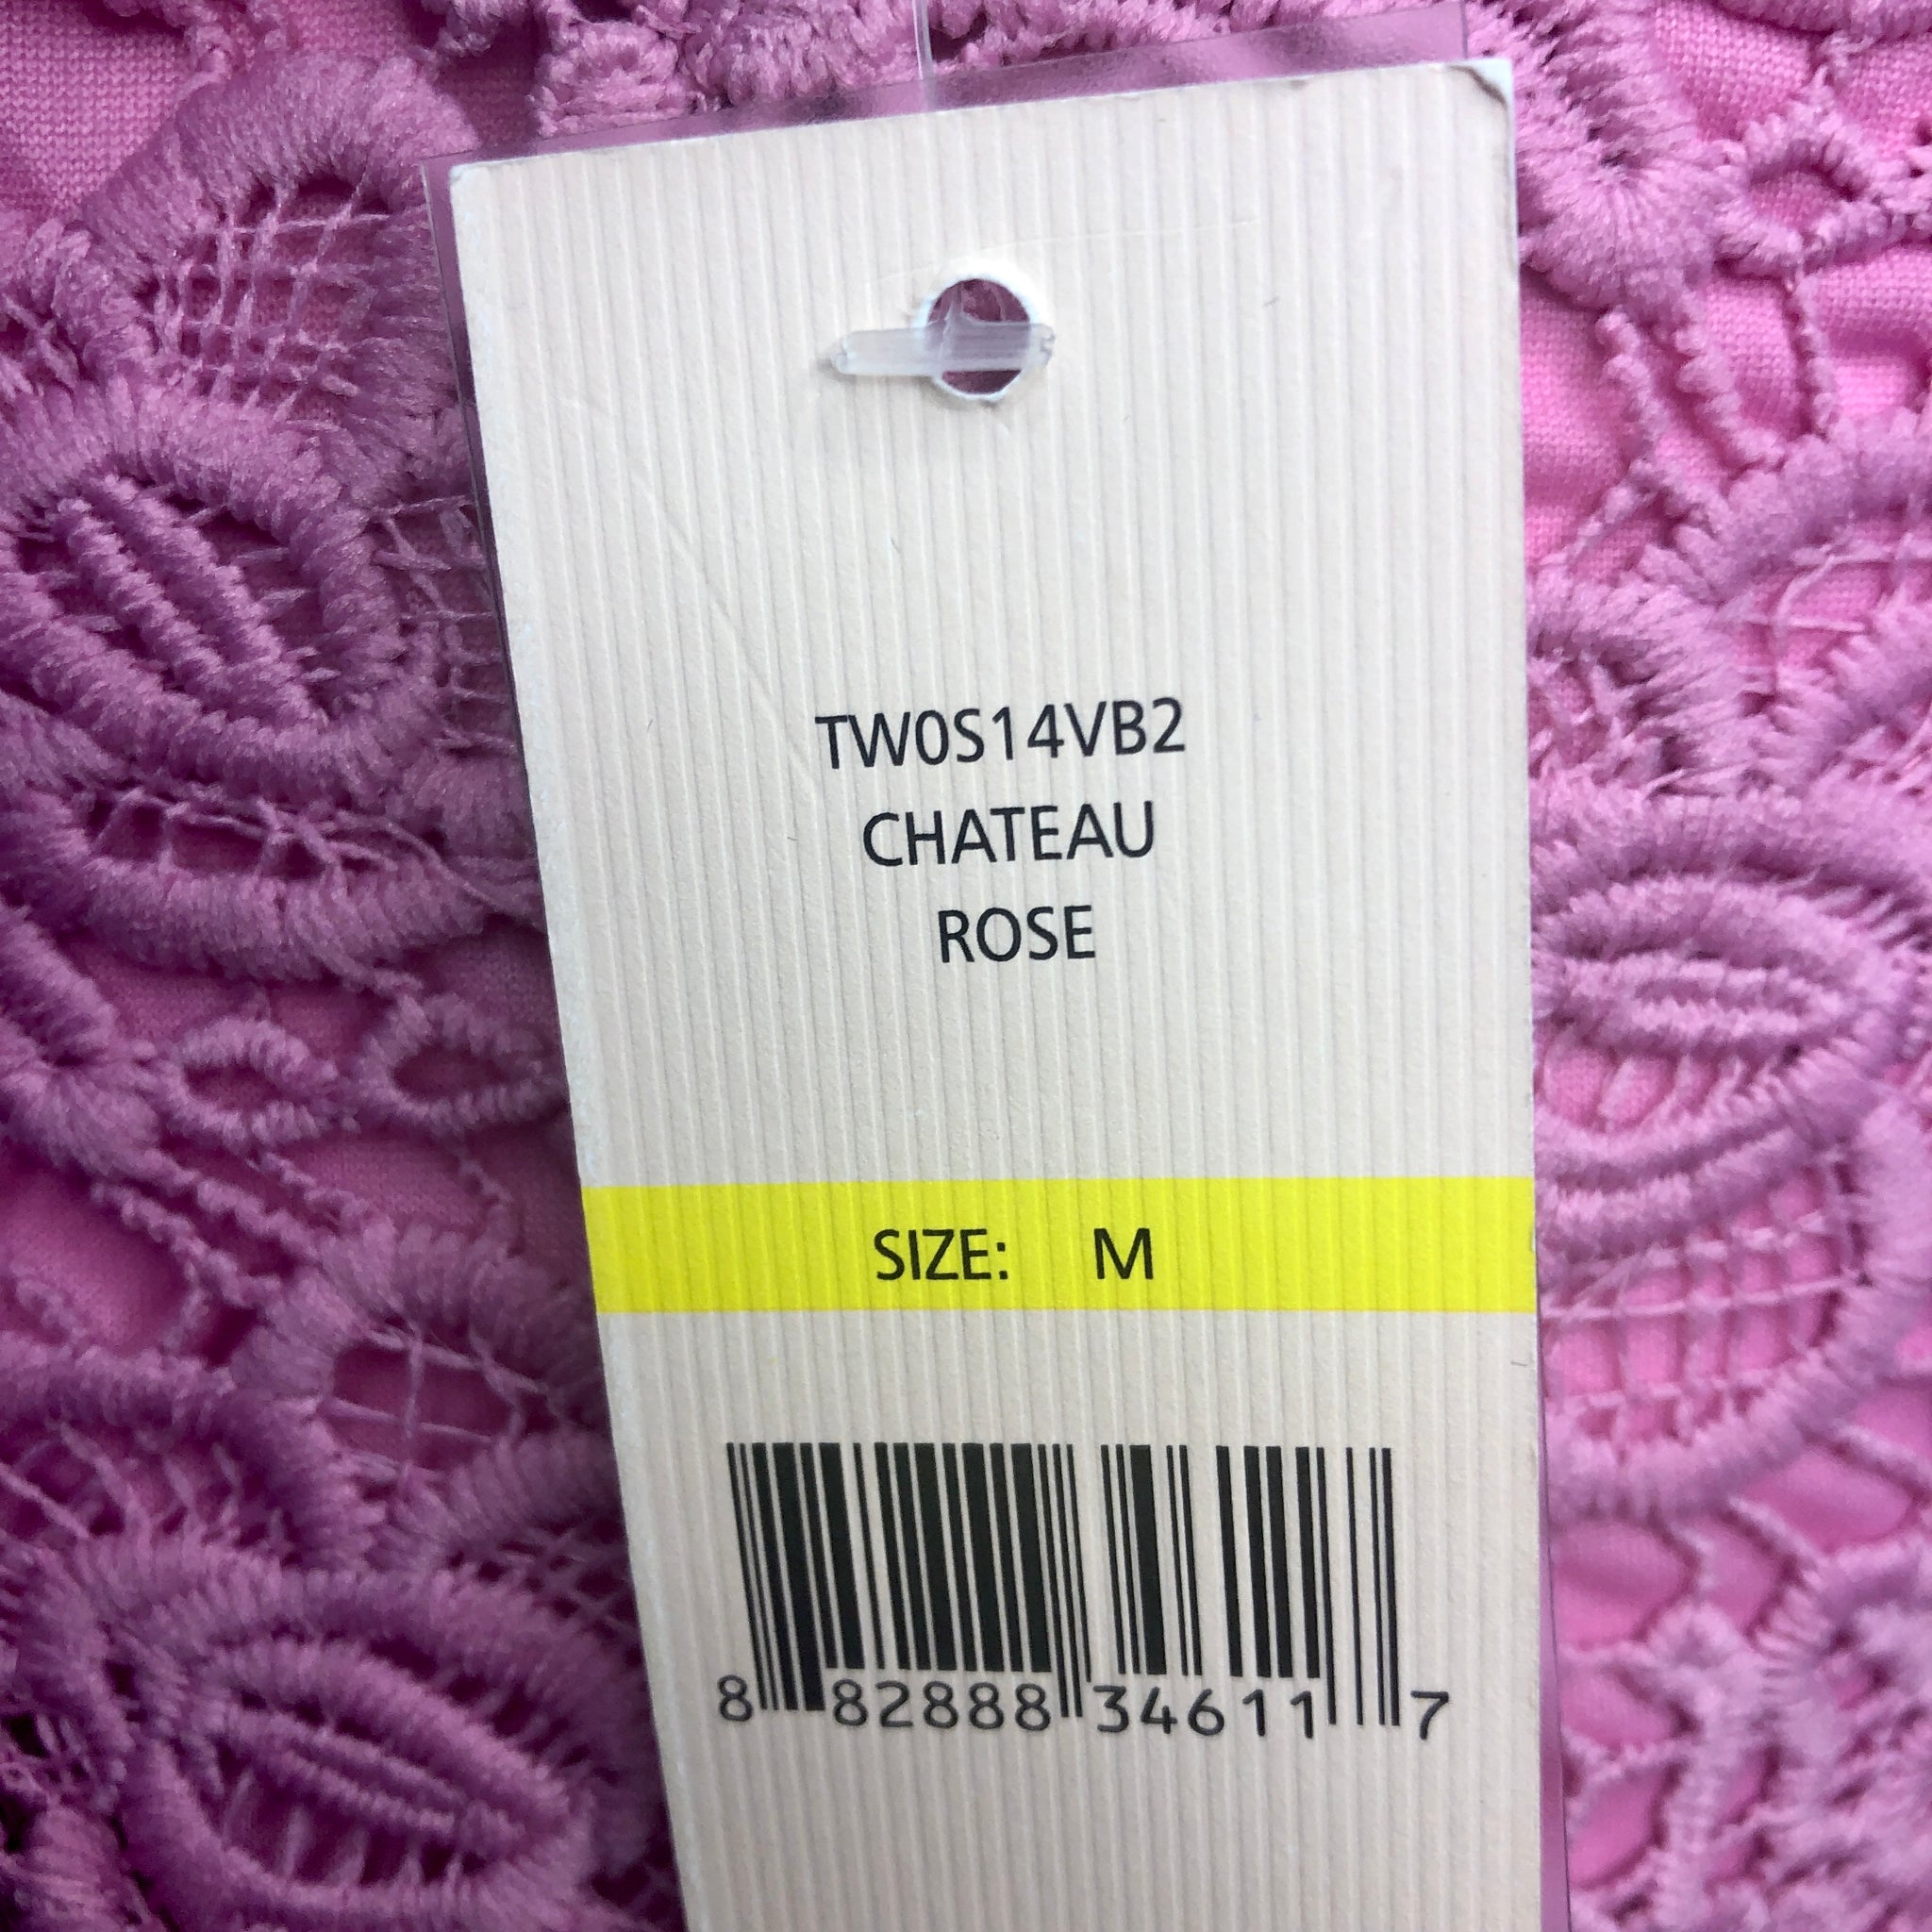 TW0S14VB2
CHATEAU
ROSE
SIZE: M
8 82888 34611 7